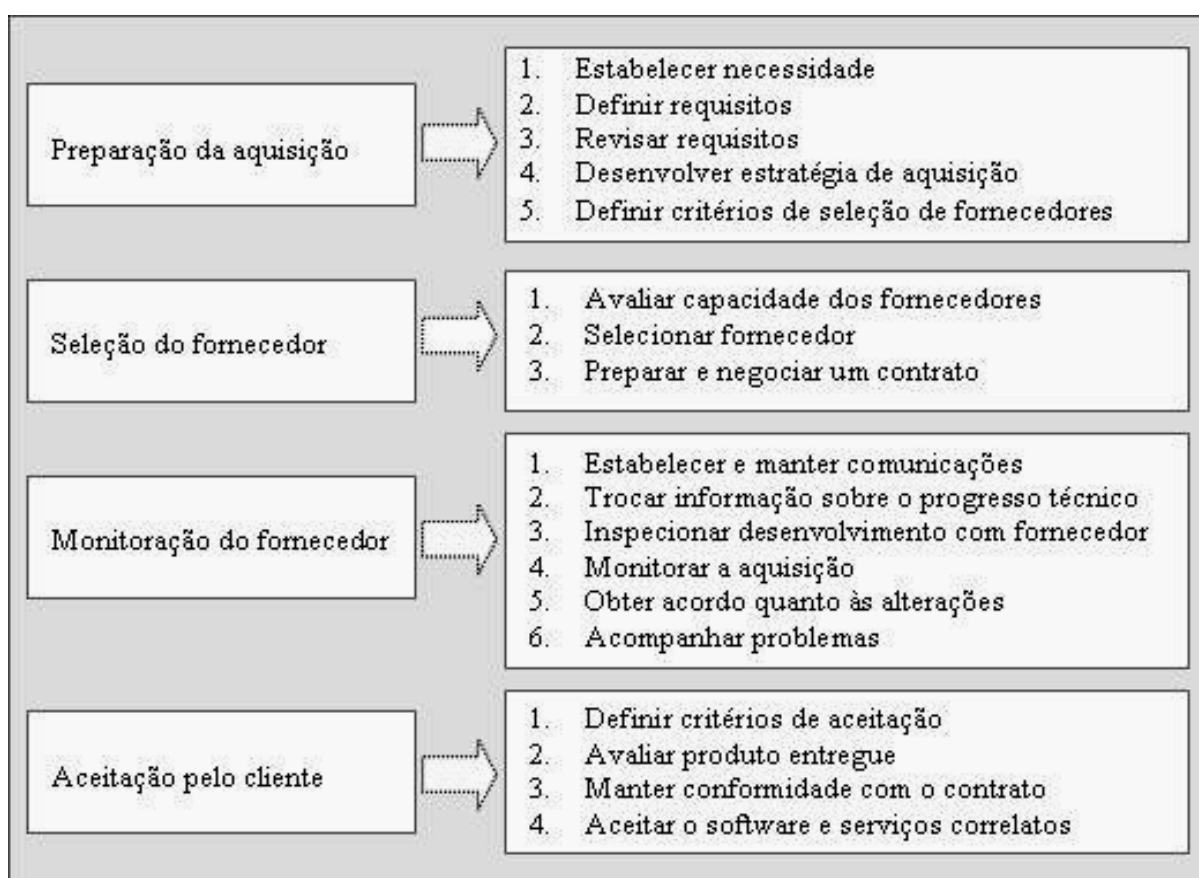 Preparação da aquisição
1. Estabelecer necessidade
2. Definir requisitos
3. Revisar requisitos
4. Desenvolver estratégia de aquisição
5. Definir critérios de seleção de fornecedores
Seleção do fornecedor
1. Avaliar capacidade dos fornecedores
2. Selecionar fornecedor
3. Preparar e negociar um contrato
Monitoração do fornecedor
1. Estabelecer e manter comunicações
2. Trocar informação sobre o progresso técnico
3. Inspecionar desenvolvimento com fornecedor
4. Monitorar a aquisição
5. Obter acordo quanto às alterações
6. Acompanhar problemas
Aceitação pelo cliente
1. Definir critérios de aceitação
2. Avaliar produto entregue
3. Manter conformidade com o contrato
4. Aceitar o software e serviços correlatos